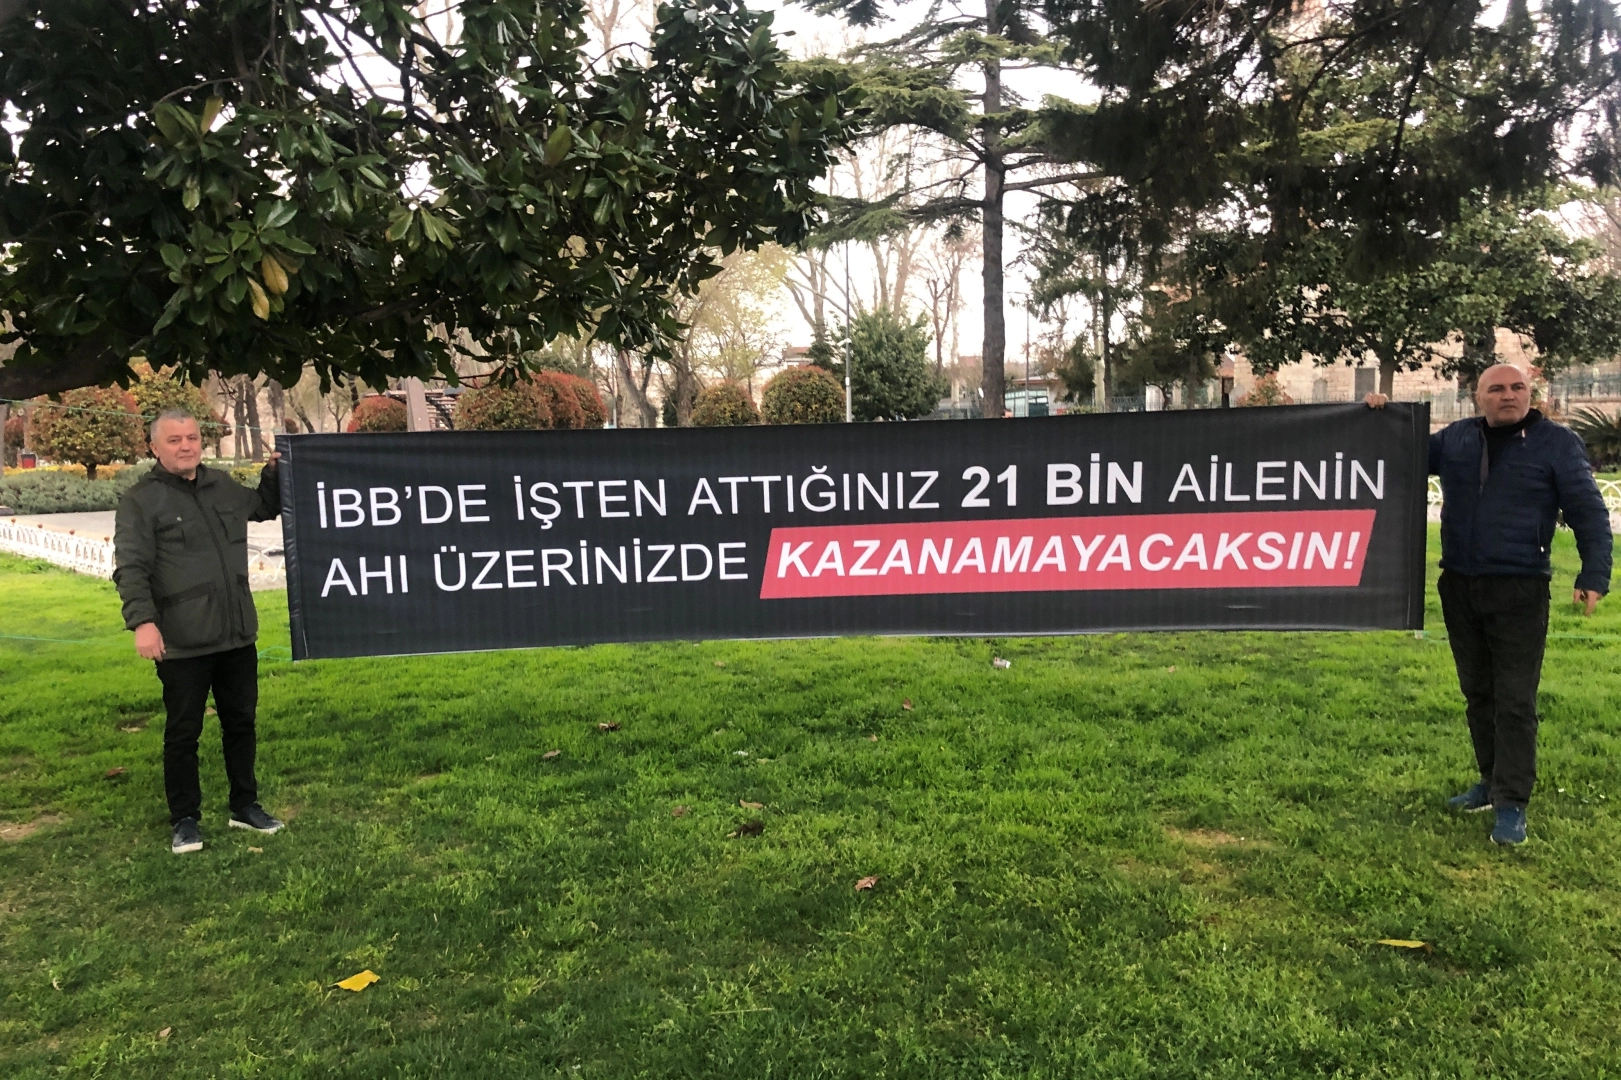 İBB'DE İŞTEN ATTIĞINIZ 21 BİN AİLENİN
AHI ÜZERİNİZDE KAZANAMAYACAKSIN!